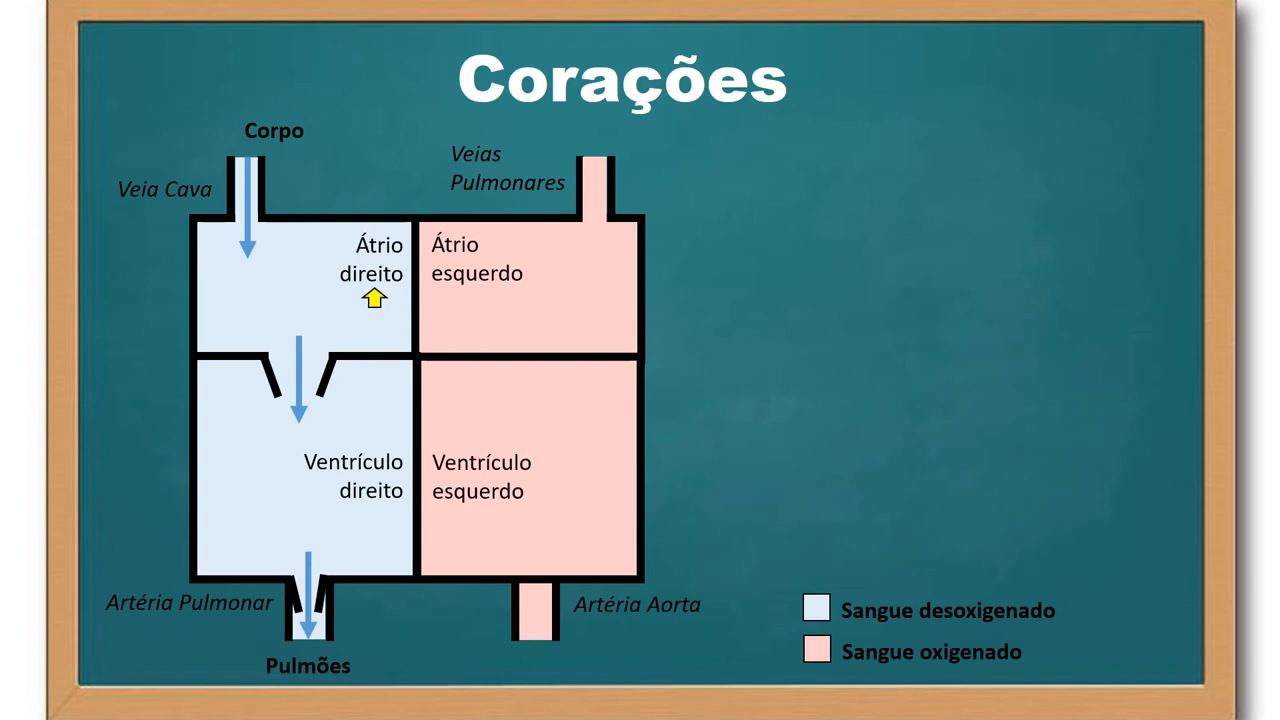 Corações
Corpo
Veia Cava
Veias
Pulmonares
Átrio
direito
Átrio
esquerdo
Ventrículo
direito
Ventrículo
esquerdo
Artéria Pulmonar
Artéria Aorta
Pulmões
Sangue desoxigenado
Sangue oxigenado